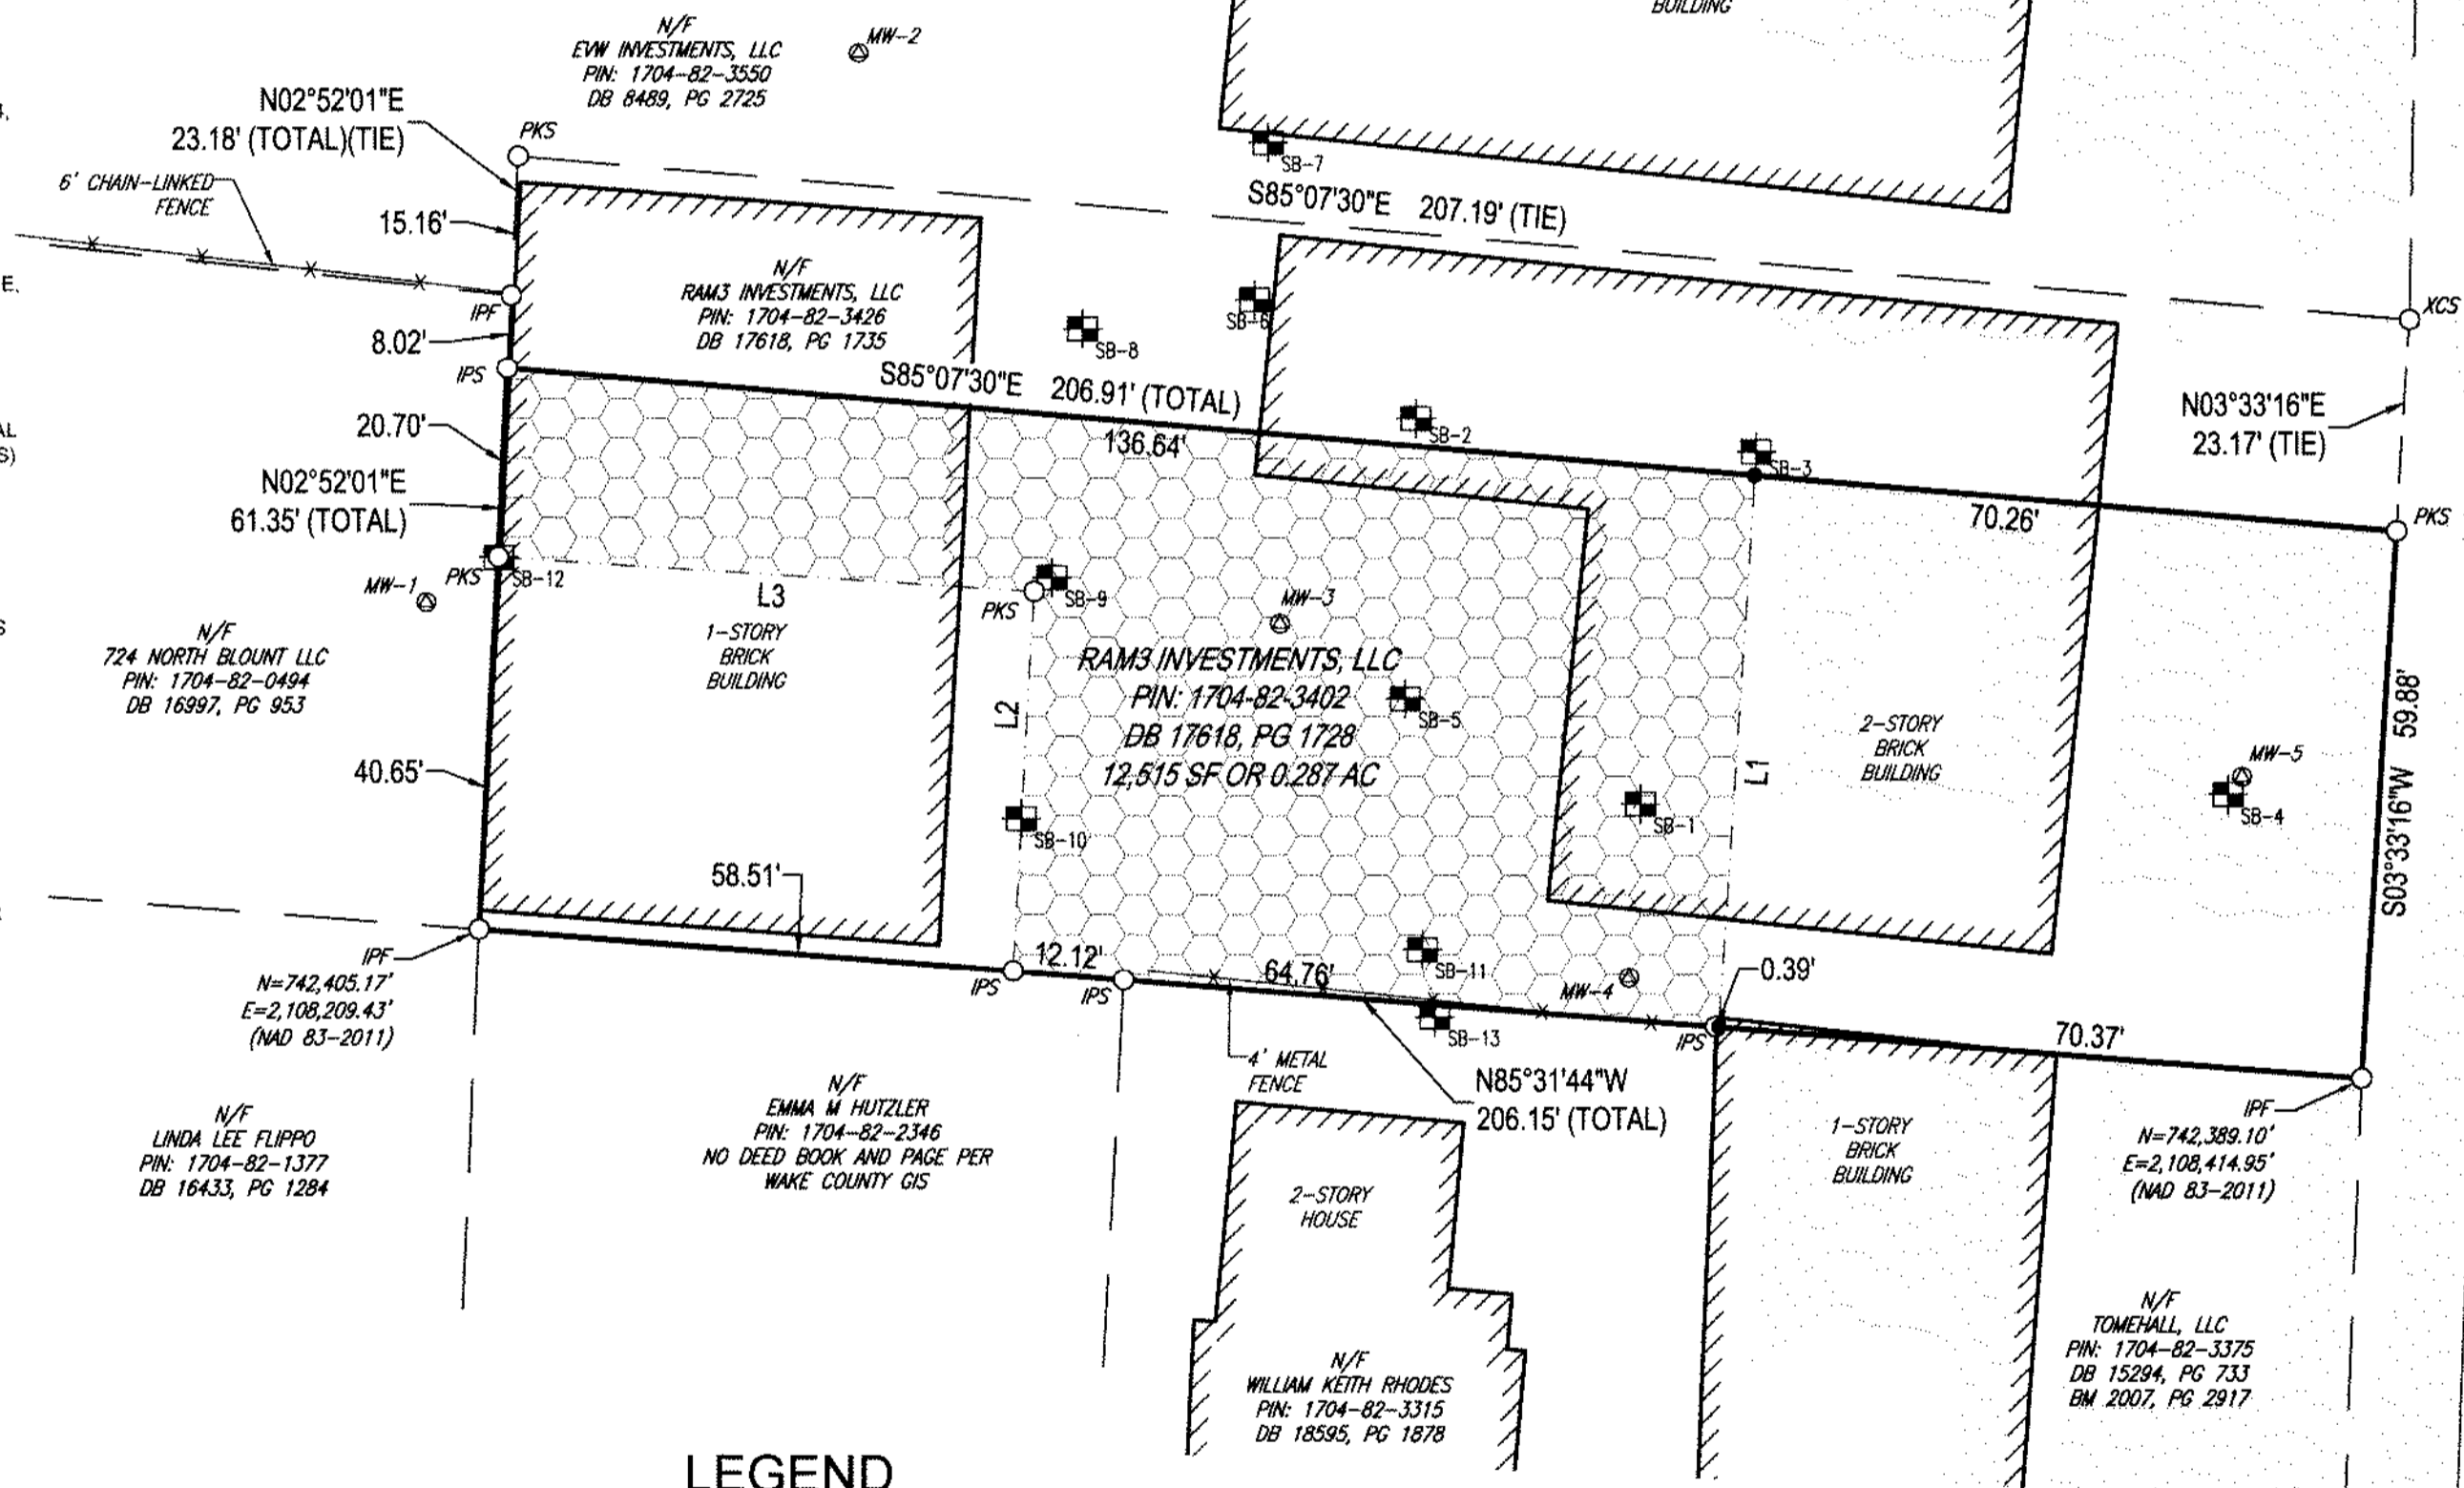 BUILDING
N/F
EVW INVESTMENTS, LLC
PIN: 1704-82-3550
DB 8489, PG 2725
MW-2
N02°52'01"E
23.18' (TOTAL)(TIE)
PKS
6' CHAIN-LINKED
FENCE
15.16'
SB-7
S85°07'30"E 207.19' (TIE)
E.
IPF
8.02'
IPS
N/F
RAM3 INVESTMENTS, LLC
PIN: 1704-82-3426
DB 17618, PG 1735
SB-8
SB-6
XCS
S85°07'30"E 206.91' (TOTAL)
136.64'
SB-2
SB-3
N03°33'16"E
23.17' (TIE)
20.70'
AL
S)
N02°52'01"E
61.35' (TOTAL)
70.26'
PKS
MW-1
PKS
SB-12
L3
PKS
SB-9
MW-3
S
N/F
724 NORTH BLOUNT LLC
PIN: 1704-82-0494
DB 16997, PG 953
1-STORY
BRICK
BUILDING
L2
RAM3 INVESTMENTS, LLC
PIN: 1704-82-3402
DB 17618, PG 1728
12,515 SF OR 0.287 AC
SB-5
L1
2-STORY
BRICK
BUILDING
MW-5
SB-4
S03°33'16"W 59.88'
40.65'
SB-10
SB-1
58.51'
IPF
N=742,405.17'
E=2,108,209.43'
(NAD 83-2011)
12.12'
IPS
IPS
64.76'
SB-11
MW-4
0.39'
IPS
SB-13
70.37'
4' METAL
FENCE
N85°31'44"W
206.15' (TOTAL)
IPF
N=742,389.10'
E=2,108,414.95'
(NAD 83-2011)
N/F
LINDA LEE FLIPPO
PIN: 1704-82-1377
DB 16433, PG 1284
N/F
EMMA M HUTZLER
PIN: 1704-82-2346
NO DEED BOOK AND PAGE PER
WAKE COUNTY GIS
2-STORY
HOUSE
1-STORY
BRICK
BUILDING
N/F
WILLIAM KEITH RHODES
PIN: 1704-82-3315
DB 18595, PG 1878
N/F
TOMEHALL, LLC
PIN: 1704-82-3375
DB 15294, PG 733
BM 2007, PG 2917
LEGEND